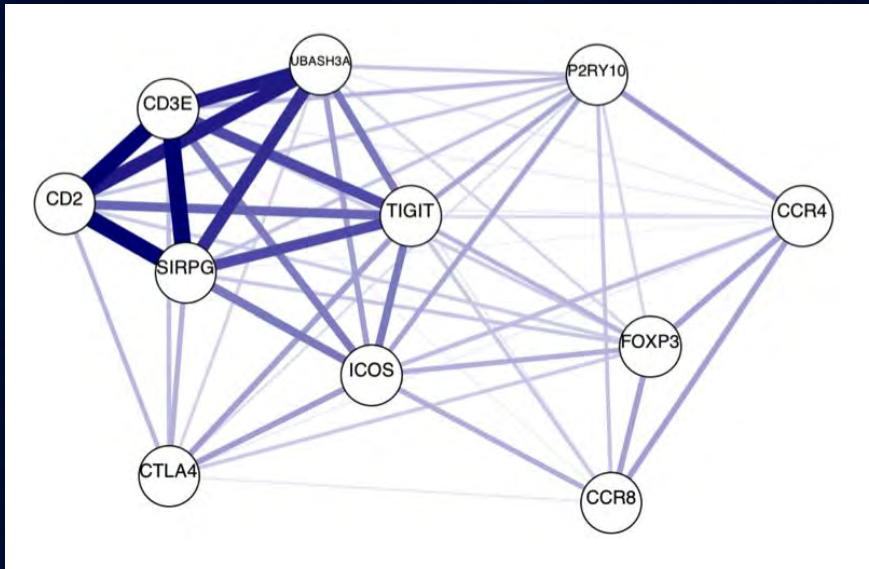 UBASH3A
P2RY10
CD3E
CD2
TIGIT
CCR4
SIRPG
FOXP3
ICOS
CTLA4
CCR8